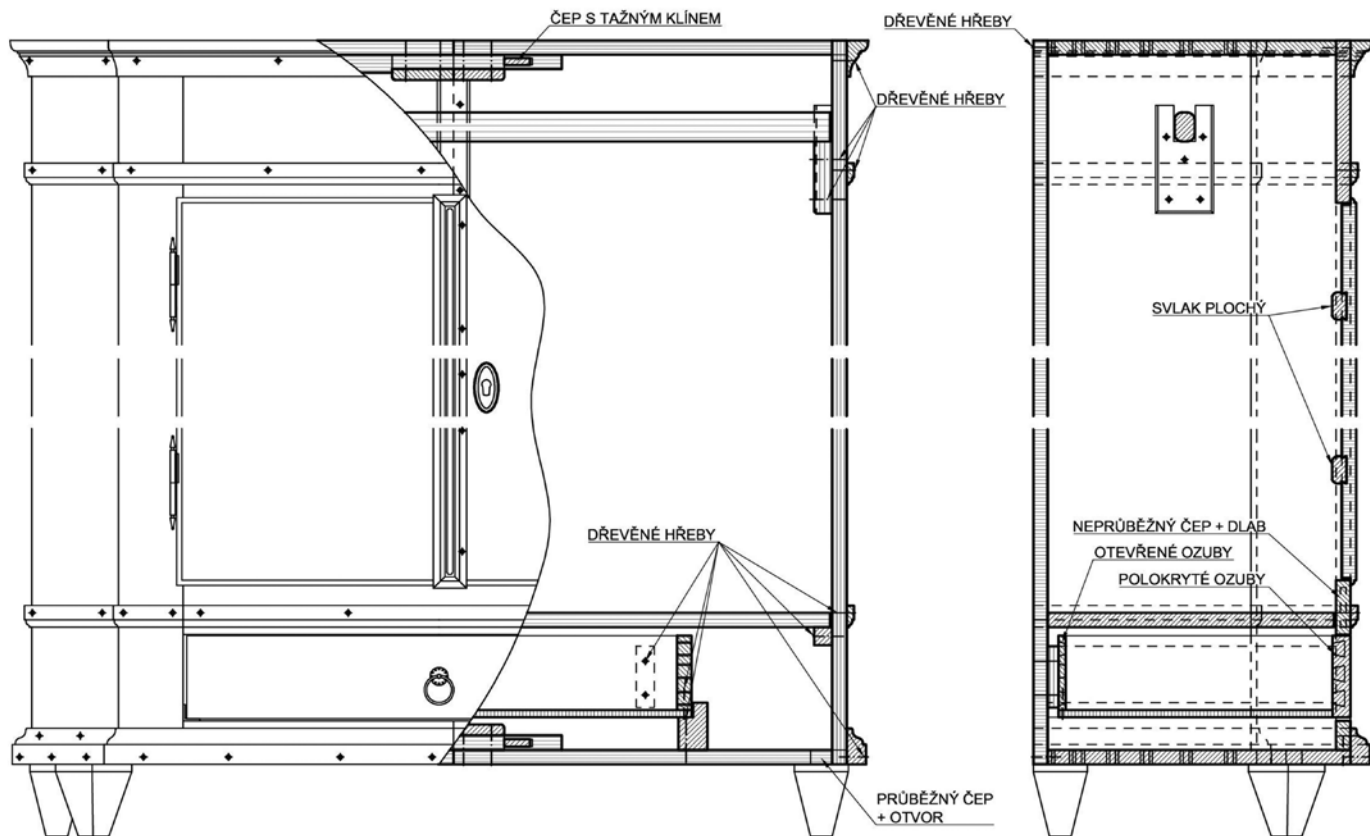 ČEP S TAŽNÝM KLÍNEM
DŘEVĚNÉ HŘEBY
DŘEVĚNÉ HŘEBY
SVLAK PLOCHÝ
DŘEVĚNÉ HŘEBY
NEPRŮBĚŽNÝ ČEP + DLAB
OTEVŘENÉ OZUBY
POLOKRYTÉ OZUBY
PRŮBĚŽNÝ ČEP
+ OTVOR